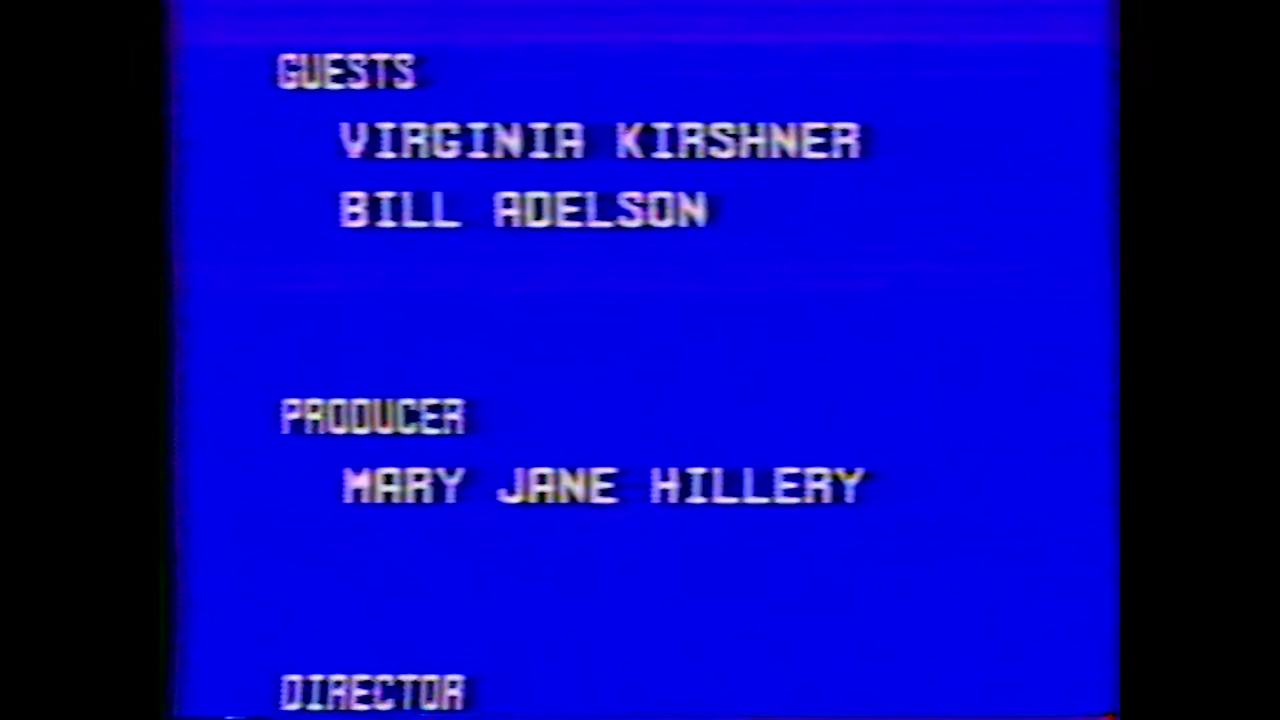 GUESTS
VIRGINIA KIRSHNER
BILL ADELSON
PRODUCER
MARY JANE HILLERY
DIRECTOR